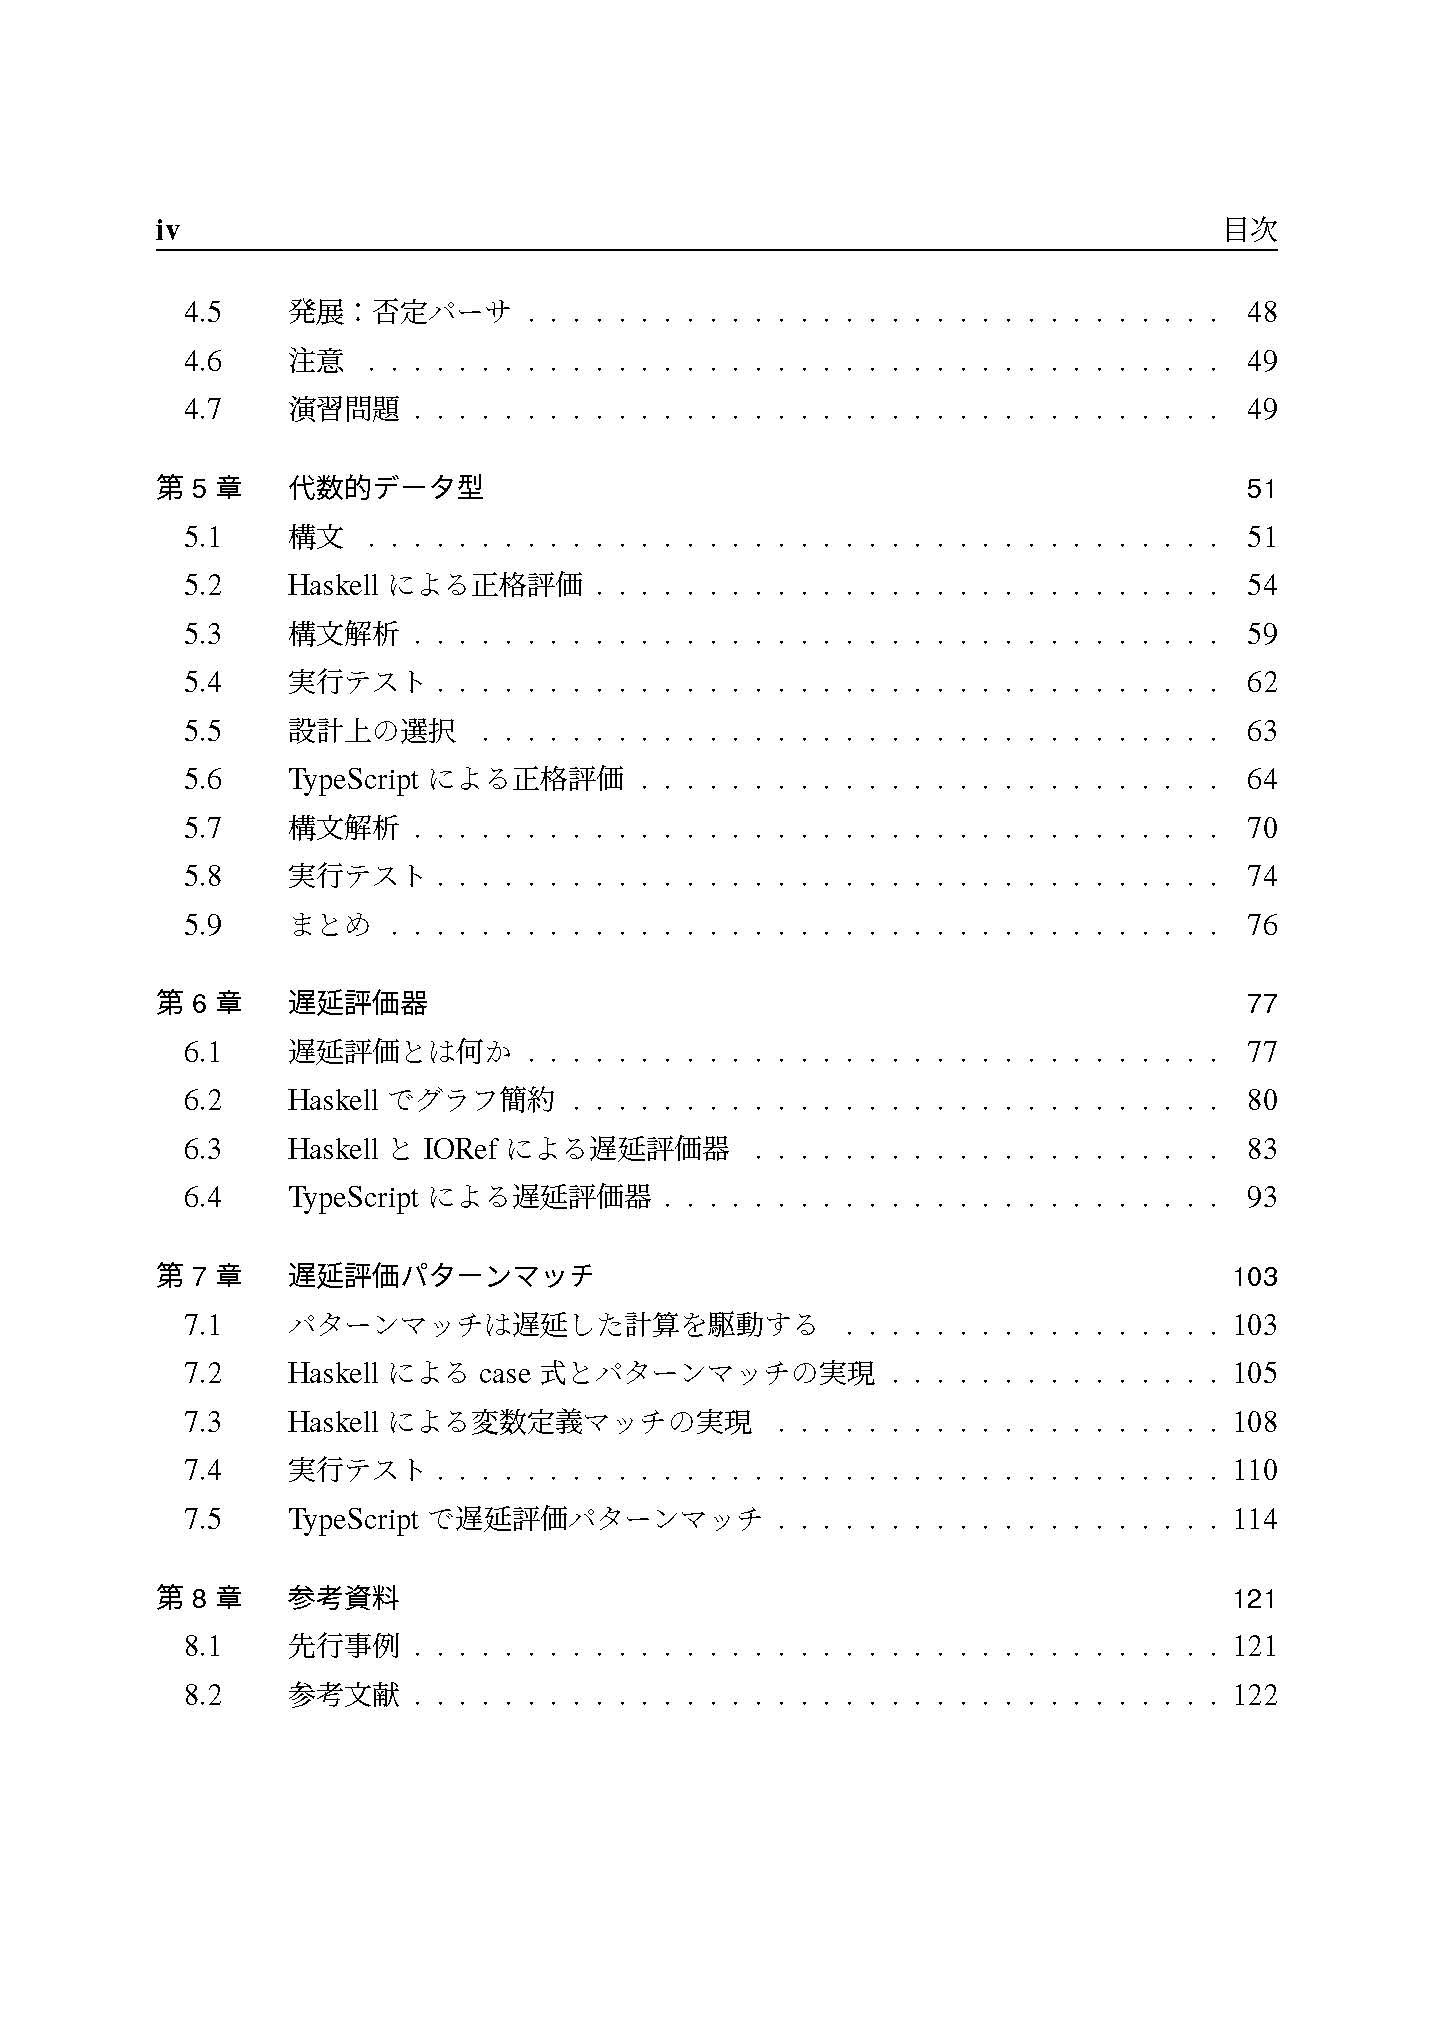 iv 目次
4.5 発展：否定パーサ . . . . . . . . . . . . . . . . . . . . . . . . . . . . . . . 48
4.6 注意 . . . . . . . . . . . . . . . . . . . . . . . . . . . . . . . . . . . . . . 49
4.7 演習問題 . . . . . . . . . . . . . . . . . . . . . . . . . . . . . . . . . . . . 49
第 5 章 代数的データ型 51
5.1 構文 . . . . . . . . . . . . . . . . . . . . . . . . . . . . . . . . . . . . . . 51
5.2 Haskell による正格評価 . . . . . . . . . . . . . . . . . . . . . . . . . . . . 54
5.3 構文解析 . . . . . . . . . . . . . . . . . . . . . . . . . . . . . . . . . . . . 59
5.4 実行テスト . . . . . . . . . . . . . . . . . . . . . . . . . . . . . . . . . . . 62
5.5 設計上の選択 . . . . . . . . . . . . . . . . . . . . . . . . . . . . . . . . . 63
5.6 TypeScript による正格評価 . . . . . . . . . . . . . . . . . . . . . . . . . . 64
5.7 構文解析 . . . . . . . . . . . . . . . . . . . . . . . . . . . . . . . . . . . . 70
5.8 実行テスト . . . . . . . . . . . . . . . . . . . . . . . . . . . . . . . . . . . 74
5.9 まとめ . . . . . . . . . . . . . . . . . . . . . . . . . . . . . . . . . . . . . 76
第 6 章 遅延評価器 77
6.1 遅延評価とは何か . . . . . . . . . . . . . . . . . . . . . . . . . . . . . . . 77
6.2 Haskell でグラフ簡約 . . . . . . . . . . . . . . . . . . . . . . . . . . . . . 80
6.3 Haskell と IORef による遅延評価器 . . . . . . . . . . . . . . . . . . . . . 83
6.4 TypeScript による遅延評価器 . . . . . . . . . . . . . . . . . . . . . . . . . 93
第 7 章 遅延評価パターンマッチ 103
7.1 パターンマッチは遅延した計算を駆動する . . . . . . . . . . . . . . . . . 103
7.2 Haskell による case 式とパターンマッチの実現 . . . . . . . . . . . . . . . 105
7.3 Haskell による変数定義マッチの実現 . . . . . . . . . . . . . . . . . . . . 108
7.4 実行テスト . . . . . . . . . . . . . . . . . . . . . . . . . . . . . . . . . . . 110
7.5 TypeScript で遅延評価パターンマッチ . . . . . . . . . . . . . . . . . . . . 114
第 8 章 参考資料 121
8.1 先行事例 . . . . . . . . . . . . . . . . . . . . . . . . . . . . . . . . . . . . 121
8.2 参考文献 . . . . . . . . . . . . . . . . . . . . . . . . . . . . . . . . . . . . 122